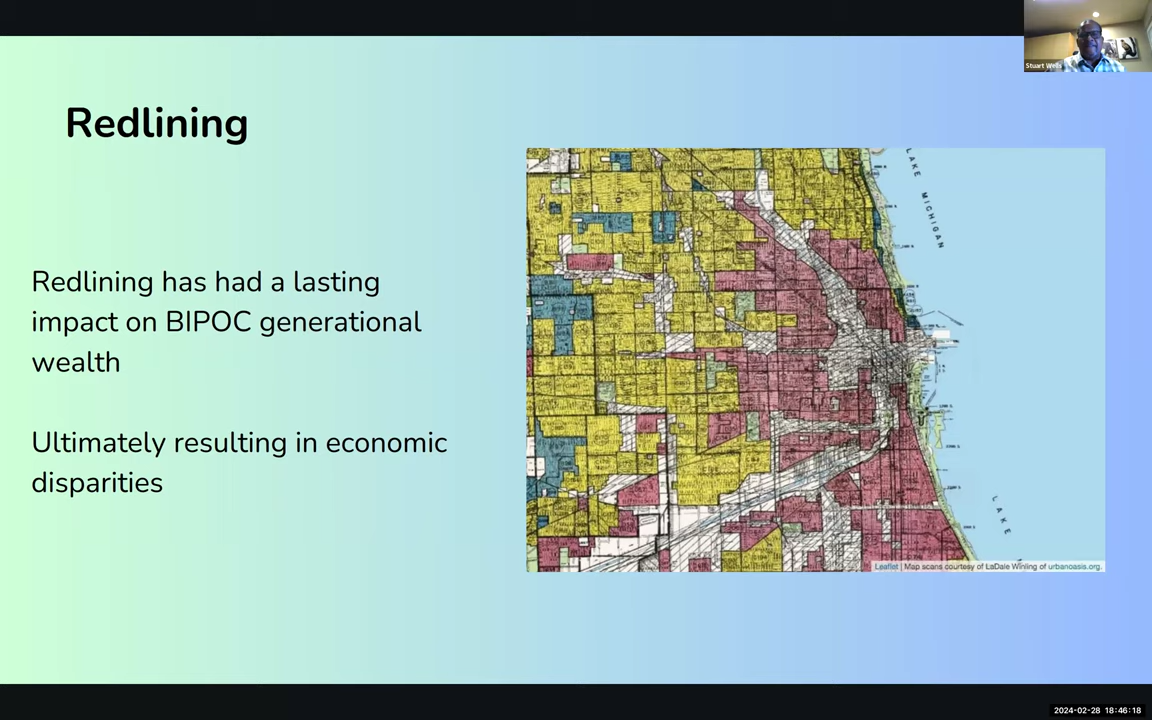 Stuart Wells
Redlining
Redlining has had a lasting
impact on BIPOC generational
wealth
Ultimately resulting in economic
disparities
LAKE MICHIGAN
LAKE
Leaflet | Map scans courtesy of LaDale Winling of urbanoasis.org.
2024-02-28 18:46:18